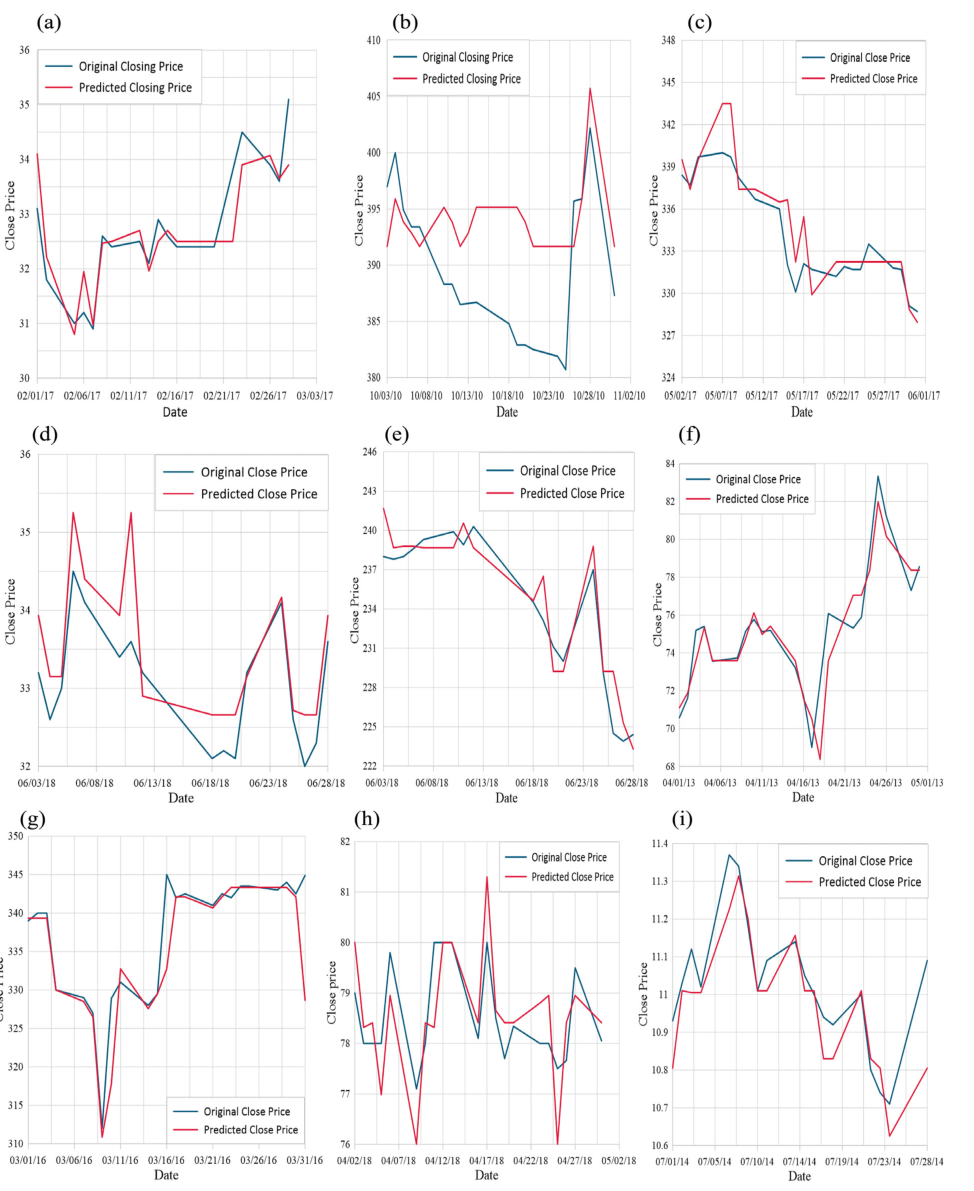 (a)
36
35
34
33
32
31
30
Close Price
Original Closing Price
Predicted Closing Price
02/01/17 02/06/17 02/11/17 02/16/17 02/21/17 02/26/17 03/03/17
Date
(b)
410
405
400
395
390
385
380
Close Price
Original Closing Price
Predicted Closing Price
10/03/10 10/08/10 10/13/10 10/18/10 10/23/10 10/28/10 11/02/10
Date
(c)
348
345
342
339
336
333
330
327
324
Close Price
Original Close Price
Predicted Close Price
05/02/17 05/07/17 05/12/17 05/17/17 05/22/17 05/27/17 06/01/17
Date
(d)
36
35
34
33
32
Close Price
Original Close Price
Predicted Close Price
06/03/18 06/08/18 06/13/18 06/18/18 06/23/18 06/28/18
Date
(e)
246
243
240
237
234
231
228
225
222
Close Price
Original Close Price
Predicted Close Price
06/03/18 06/08/18 06/13/18 06/18/18 06/23/18 06/28/18
Date
(f)
84
82
80
78
76
74
72
70
68
Close Price
Original Close Price
Predicted Close Price
04/01/13 04/06/13 04/11/13 04/16/13 04/21/13 04/26/13 05/01/13
Date
(g)
350
345
340
335
330
325
320
315
310
Close Price
Original Close Price
Predicted Close Price
03/01/16 03/06/16 03/11/16 03/16/16 03/21/16 03/26/16 03/31/16
Date
(h)
82
81
80
79
78
77
76
Close price
Original Close Price
Predicted Close Price
04/02/18 04/07/18 04/12/18 04/17/18 04/22/18 04/27/18 05/02/18
Date
(i)
11.4
11.3
11.2
11.1
11
10.9
10.8
10.7
10.6
Close Price
Original Close Price
Predicted Close Price
07/01/14 07/05/14 07/10/14 07/14/14 07/19/14 07/23/14 07/28/14
Date